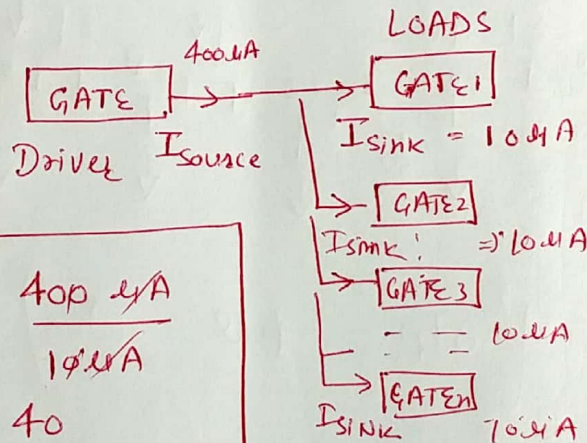 LOADS
400μA
GATE
GATE1
Driver
Isource
Isink = 10μA
GATE2
Isink ⇒ 10μA
GATE3
10μA
GATEn
ISINK 10μA
400 μA
10μA
40